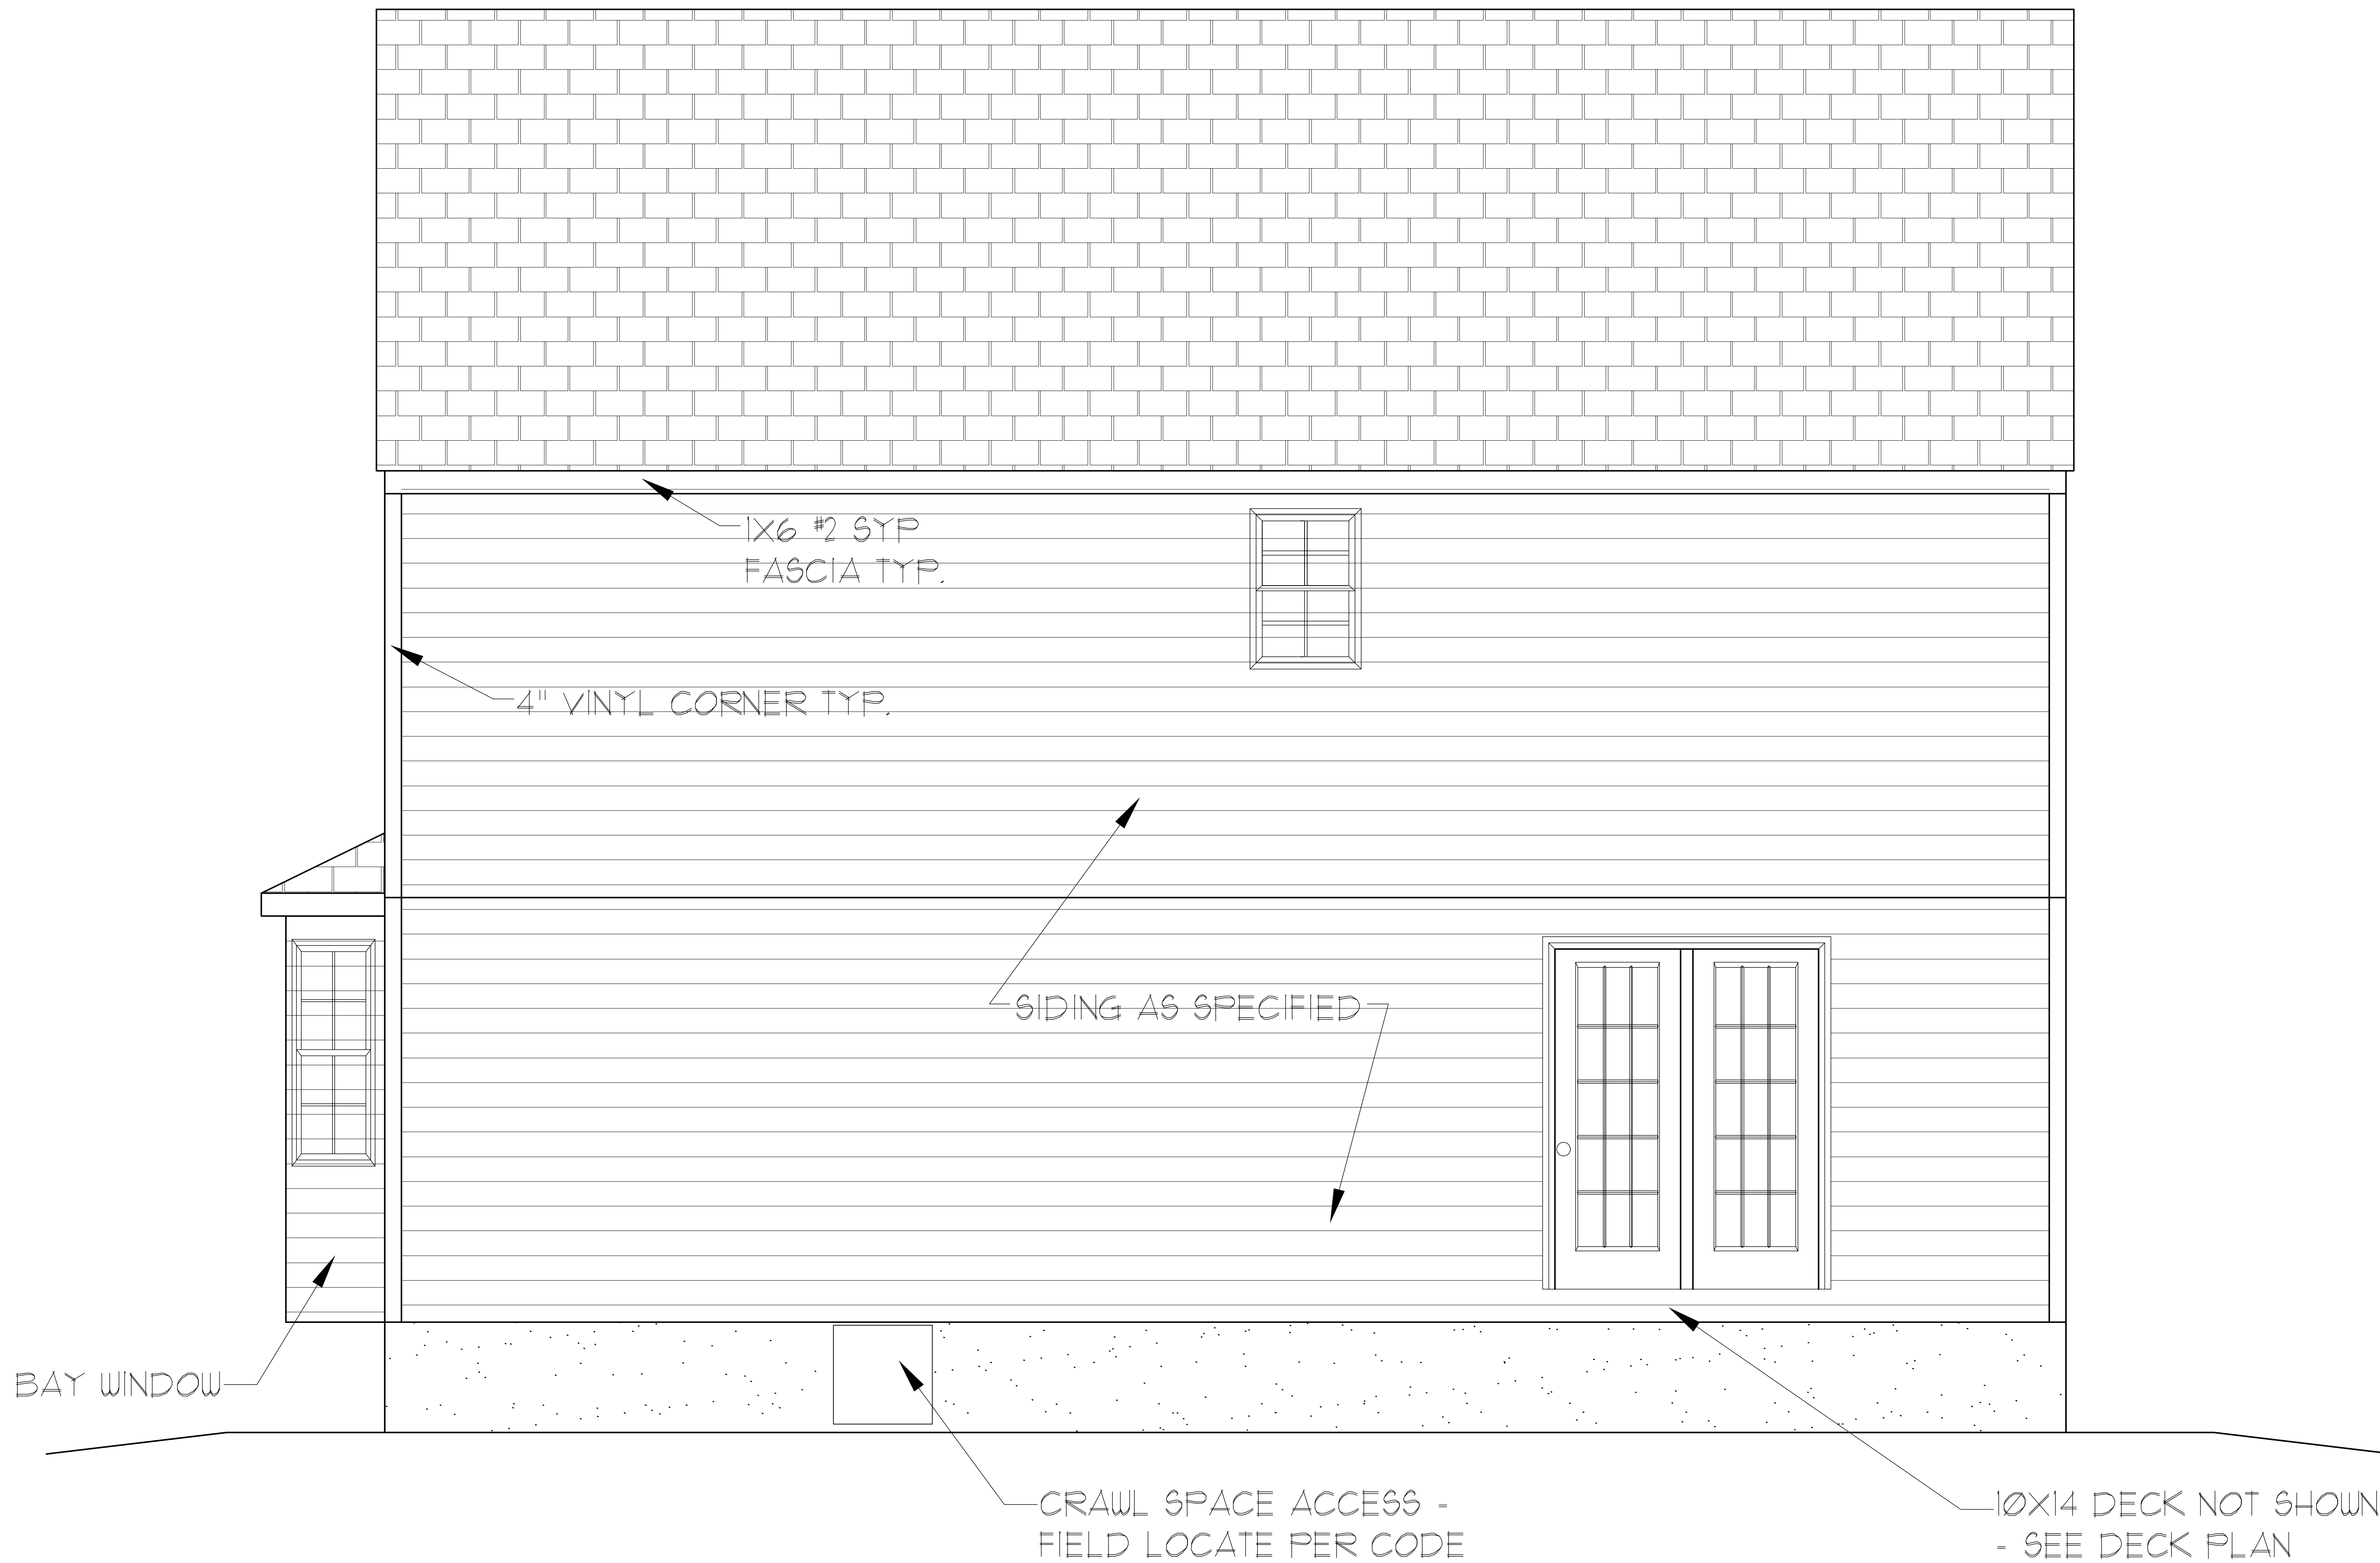 1X6 #2 SYP
FASCIA TYP.
4" VINYL CORNER TYP.
SIDING AS SPECIFIED
BAY WINDOW
CRAWL SPACE ACCESS -
FIELD LOCATE PER CODE
10X14 DECK NOT SHOWN
- SEE DECK PLAN